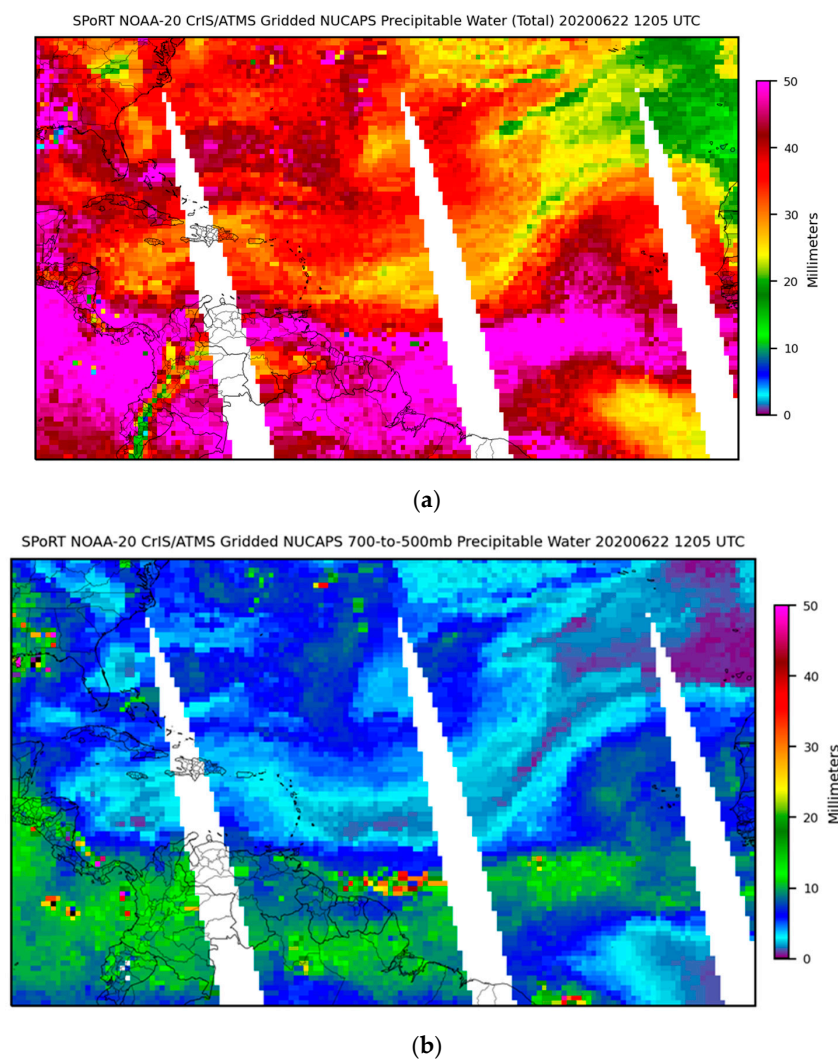 SPoRT NOAA-20 CrIS/ATMS Gridded NUCAPS Precipitable Water (Total) 20200622 1205 UTC
50
40
30
20
10
0
Millimeters
(a)
SPoRT NOAA-20 CrIS/ATMS Gridded NUCAPS 700-to-500mb Precipitable Water 20200622 1205 UTC
50
40
30
20
10
0
Millimeters
(b)